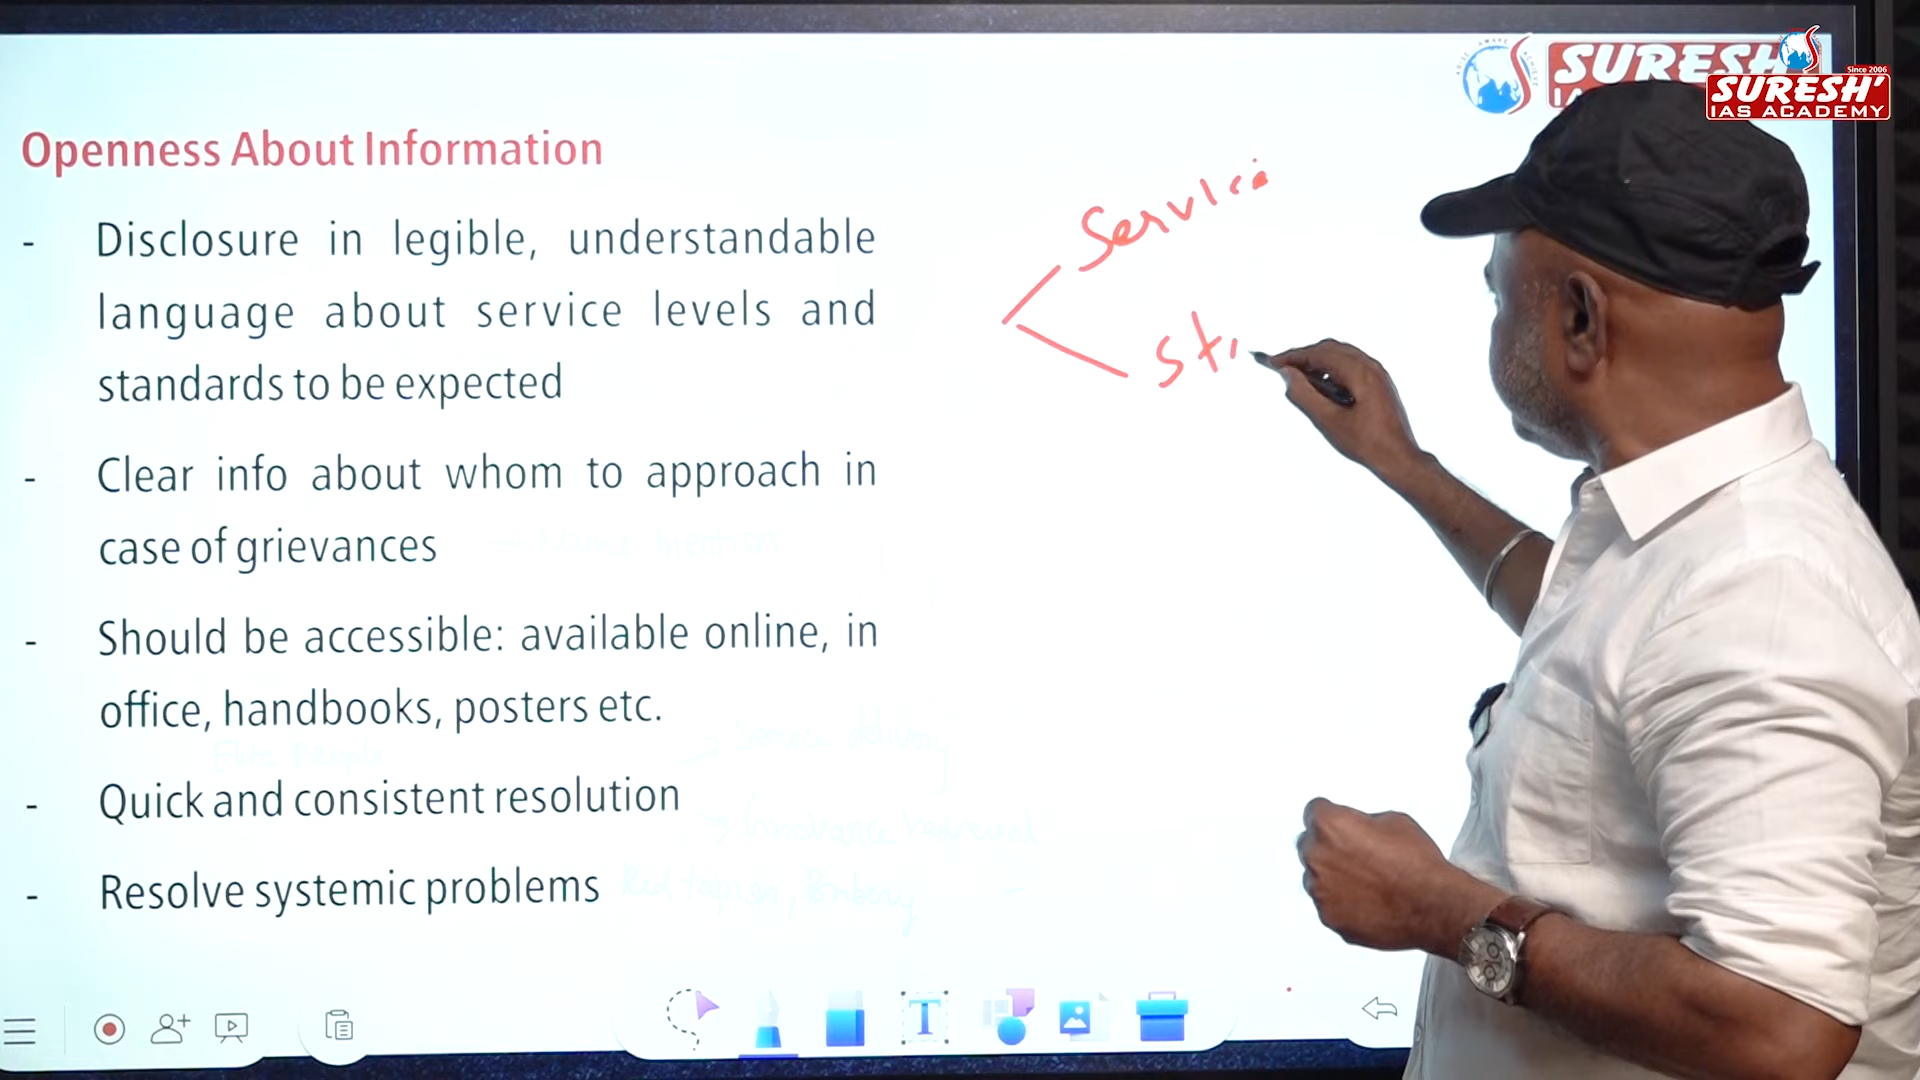 SURESH'
IAS
Since 2006
SURESH'
IAS ACADEMY
Openness About Information
- Disclosure in legible, understandable
language about service levels and
standards to be expected
- Clear info about whom to approach in
case of grievances
- Should be accessible: available online, in
office, handbooks, posters etc.
- Quick and consistent resolution
- Resolve systemic problems
Service delivery
T